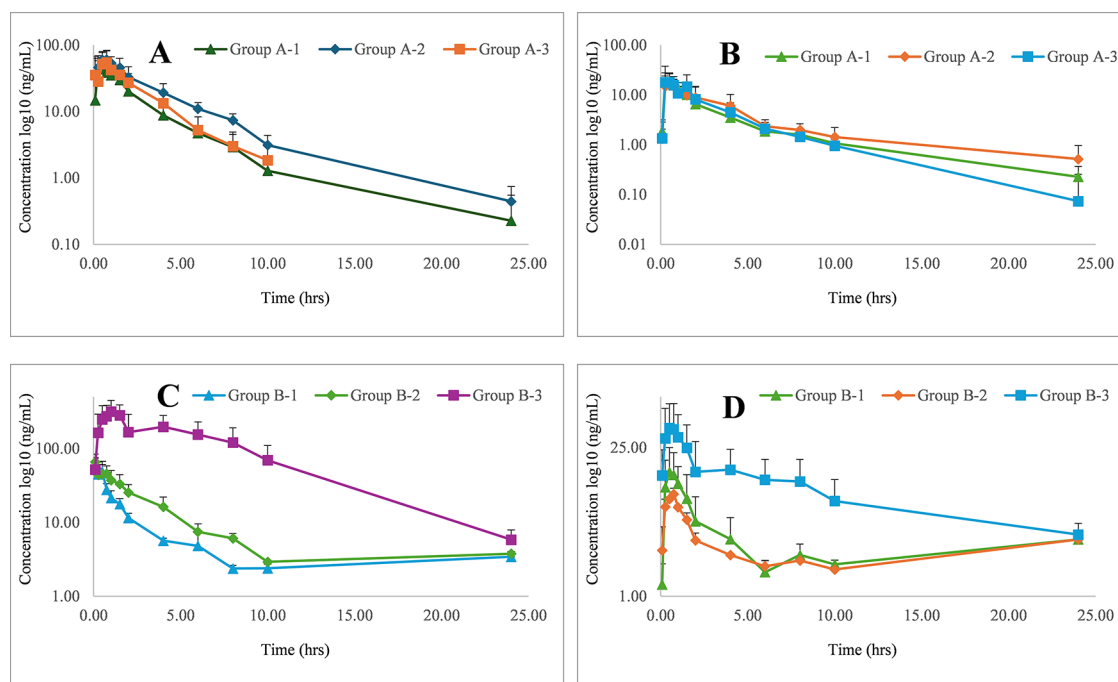 A
Group A-1 Group A-2 Group A-3
Concentration log10 (ng/mL)
100.00
10.00
1.00
0.10
0.00 5.00 10.00 15.00 20.00 25.00
Time (hrs)
B
Group A-1 Group A-2 Group A-3
Concentration log10 (ng/mL)
100.00
10.00
1.00
0.10
0.01
0.00 5.00 10.00 15.00 20.00 25.00
Time (hrs)
C
Group B-1 Group B-2 Group B-3
Concentration log10 (ng/mL)
100.00
10.00
1.00
0.00 5.00 10.00 15.00 20.00 25.00
Time (hrs)
D
Group B-1 Group B-2 Group B-3
Concentration log10 (ng/mL)
25.00
1.00
0.00 5.00 10.00 15.00 20.00 25.00
Time (hrs)